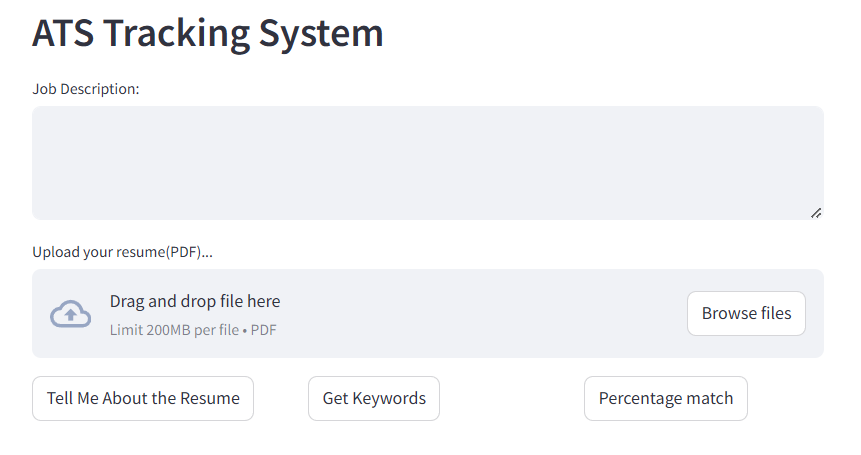 ATS Tracking System
Job Description:
Upload your resume(PDF)...
Drag and drop file here
Limit 200MB per file • PDF
Browse files
Tell Me About the Resume
Get Keywords
Percentage match